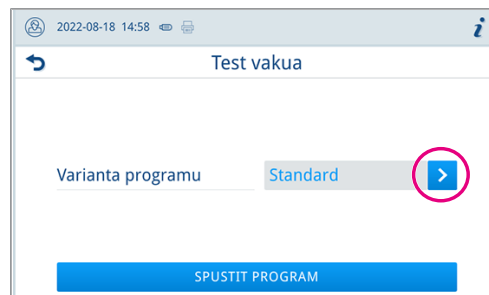 2022-08-18 14:58
i
Test vakua
Varianta programu
Standard
SPUSTIT PROGRAM